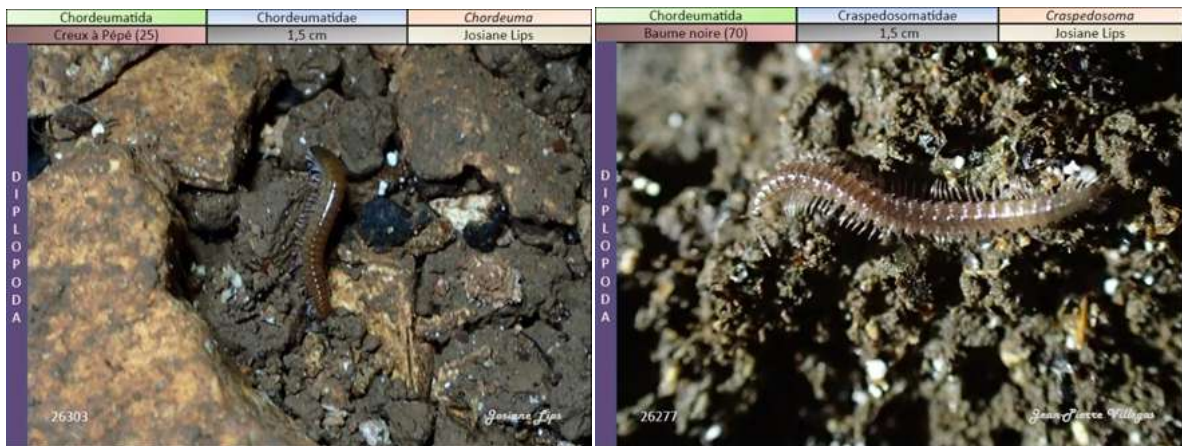 Chordeumatida Chordeumatidae Chordeuma
Creux à Pépé (25) 1,5 cm Josiane Lips
DIPLOPODA
26303 Josiane Lips
Chordeumatida Craspedosomatidae Craspedosoma
Baume noire (70) 1,5 cm Josiane Lips
DIPLOPODA
26277 Jean-Pierre Villegas